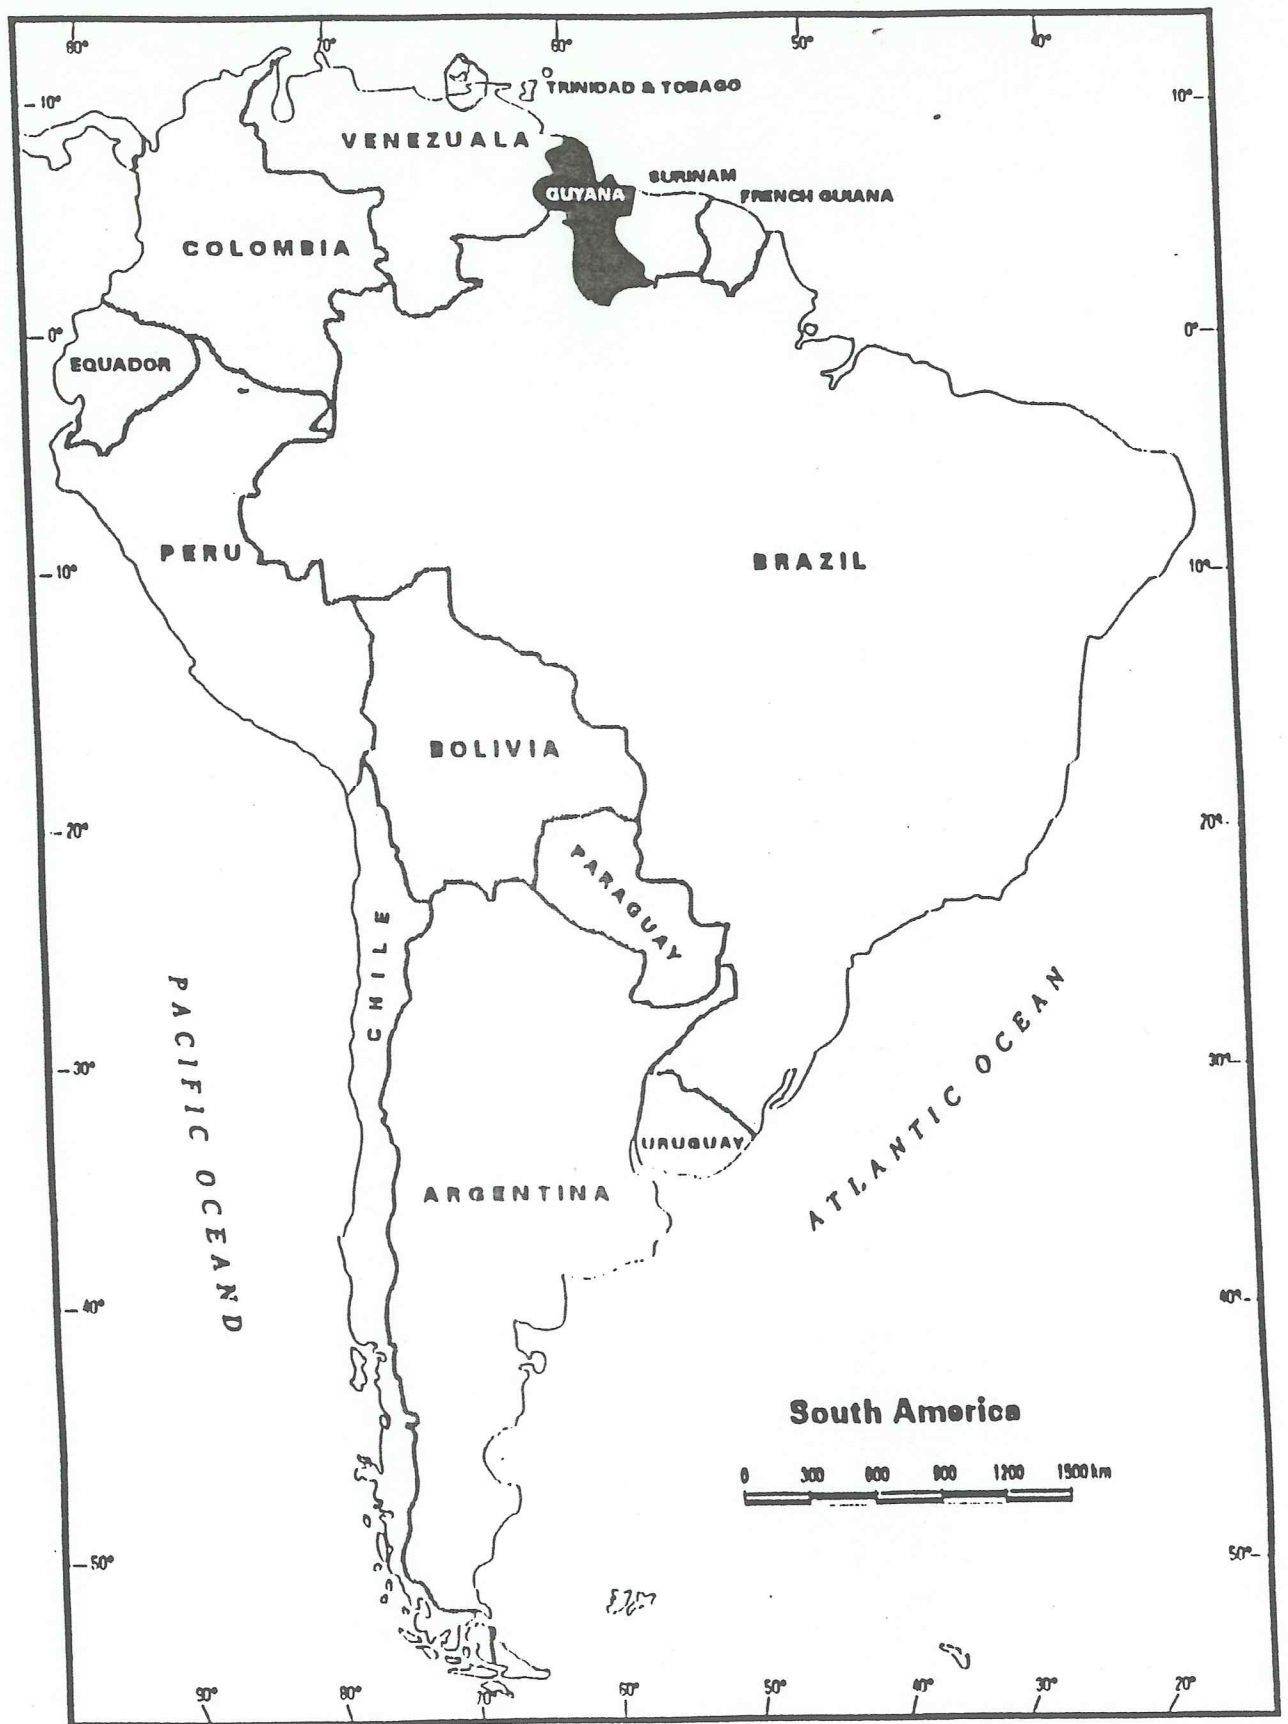 80° 70° 60° 50° 40°
TRINIDAD & TOBAGO
10° 10°
VENEZUALA
SURINAM
GUYANA
FRENCH GUIANA
COLOMBIA
0° 0°
EQUADOR
PERU
BRAZIL
10° 10°
BOLIVIA
20° 20°
PARAGUAY
CHILE
PACIFIC OCEAND
ATLANTIC OCEAN
30° 30°
URUGUAY
ARGENTINA
40° 40°
South America
0 300 600 900 1200 1500 km
50° 50°
90° 80° 70° 60° 50° 40° 30° 20°